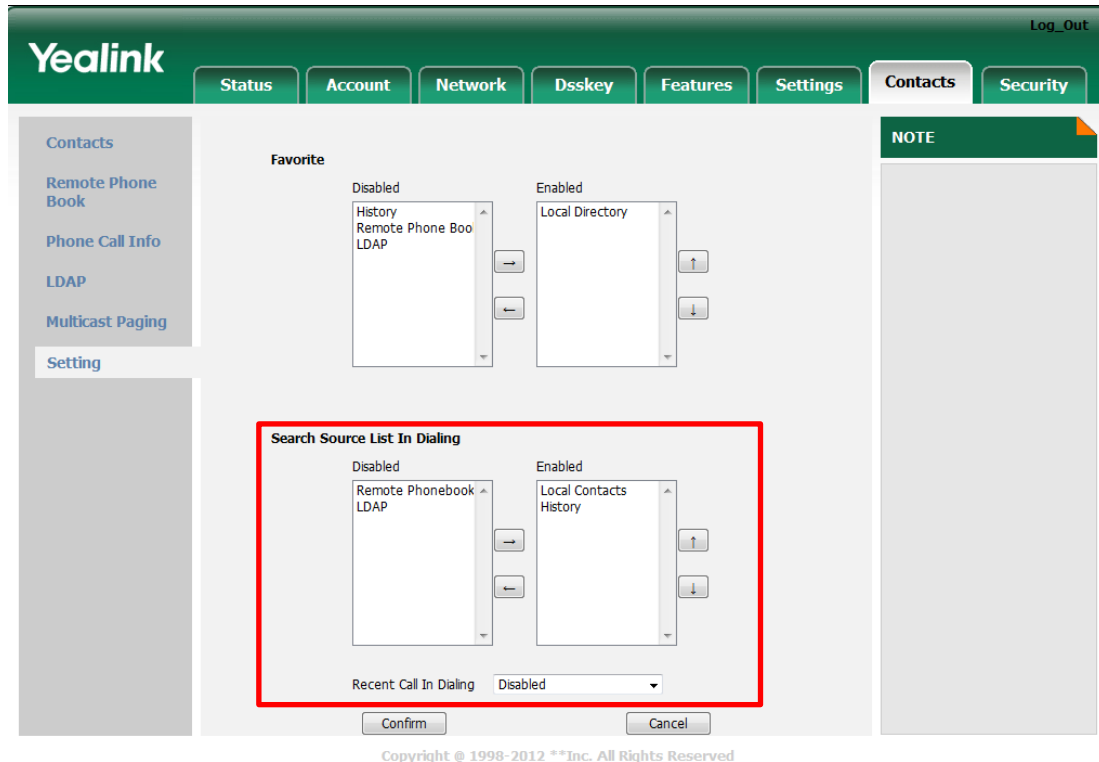 Log_Out
Yealink
Status Account Network Dsskey Features Settings Contacts Security
Contacts
Remote Phone
Book
Phone Call Info
LDAP
Multicast Paging
Setting
Favorite
Disabled Enabled
History
Remote Phone Boo
LDAP
Local Directory
→
←
↑
↓
Search Source List In Dialing
Disabled Enabled
Remote Phonebook
LDAP
Local Contacts
History
→
←
↑
↓
Recent Call In Dialing Disabled
Confirm Cancel
NOTE
Copyright @ 1998-2012 **Inc. All Rights Reserved